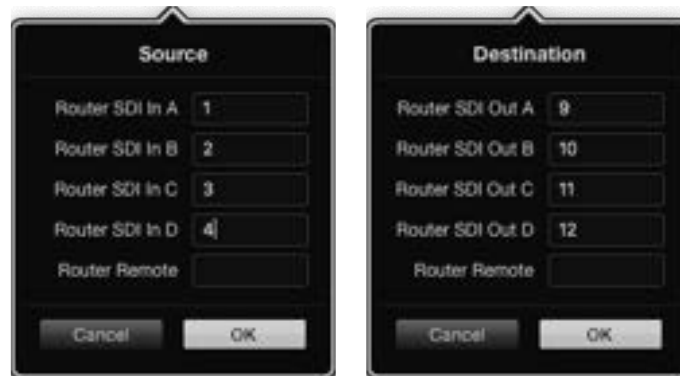 Source
Router SDI In A 1
Router SDI In B 2
Router SDI In C 3
Router SDI In D 4
Router Remote
Cancel OK
Destination
Router SDI Out A 9
Router SDI Out B 10
Router SDI Out C 11
Router SDI Out D 12
Router Remote
Cancel OK